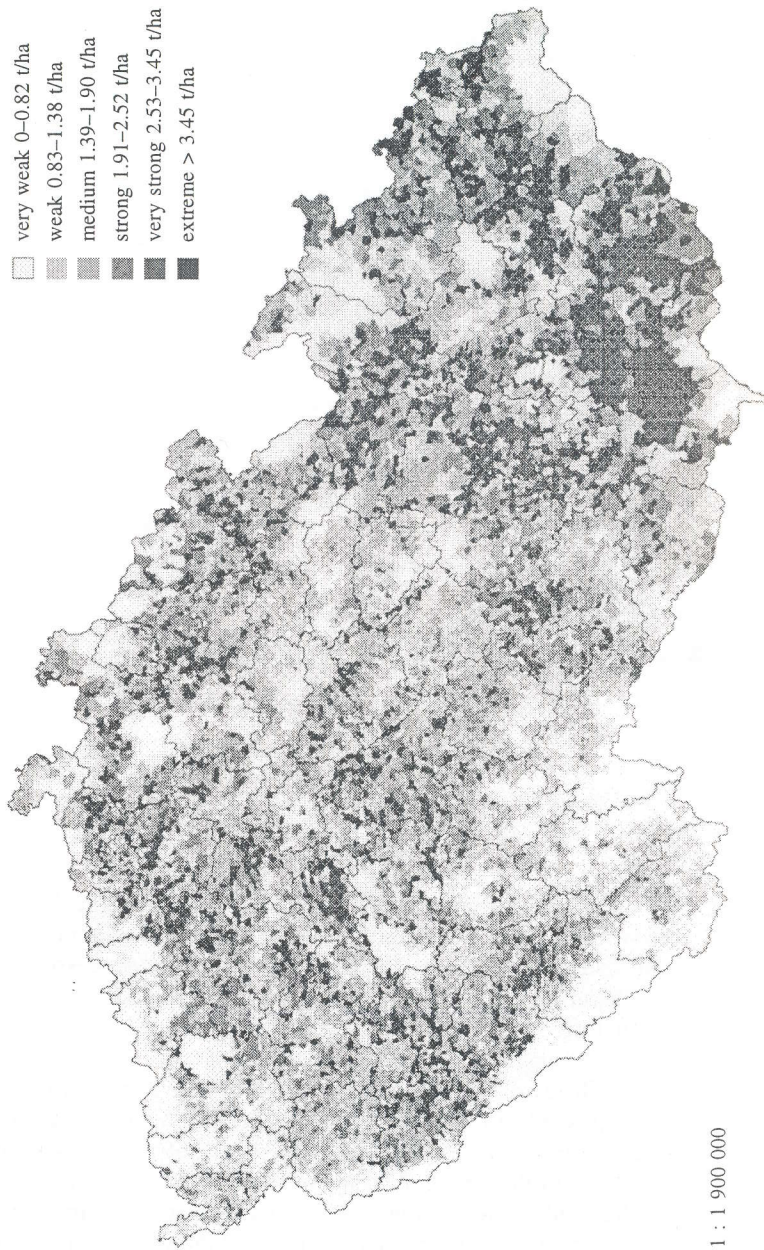 very weak 0–0.82 t/ha
weak 0.83–1.38 t/ha
medium 1.39–1.90 t/ha
strong 1.91–2.52 t/ha
very strong 2.53–3.45 t/ha
extreme > 3.45 t/ha
1 : 1 900 000